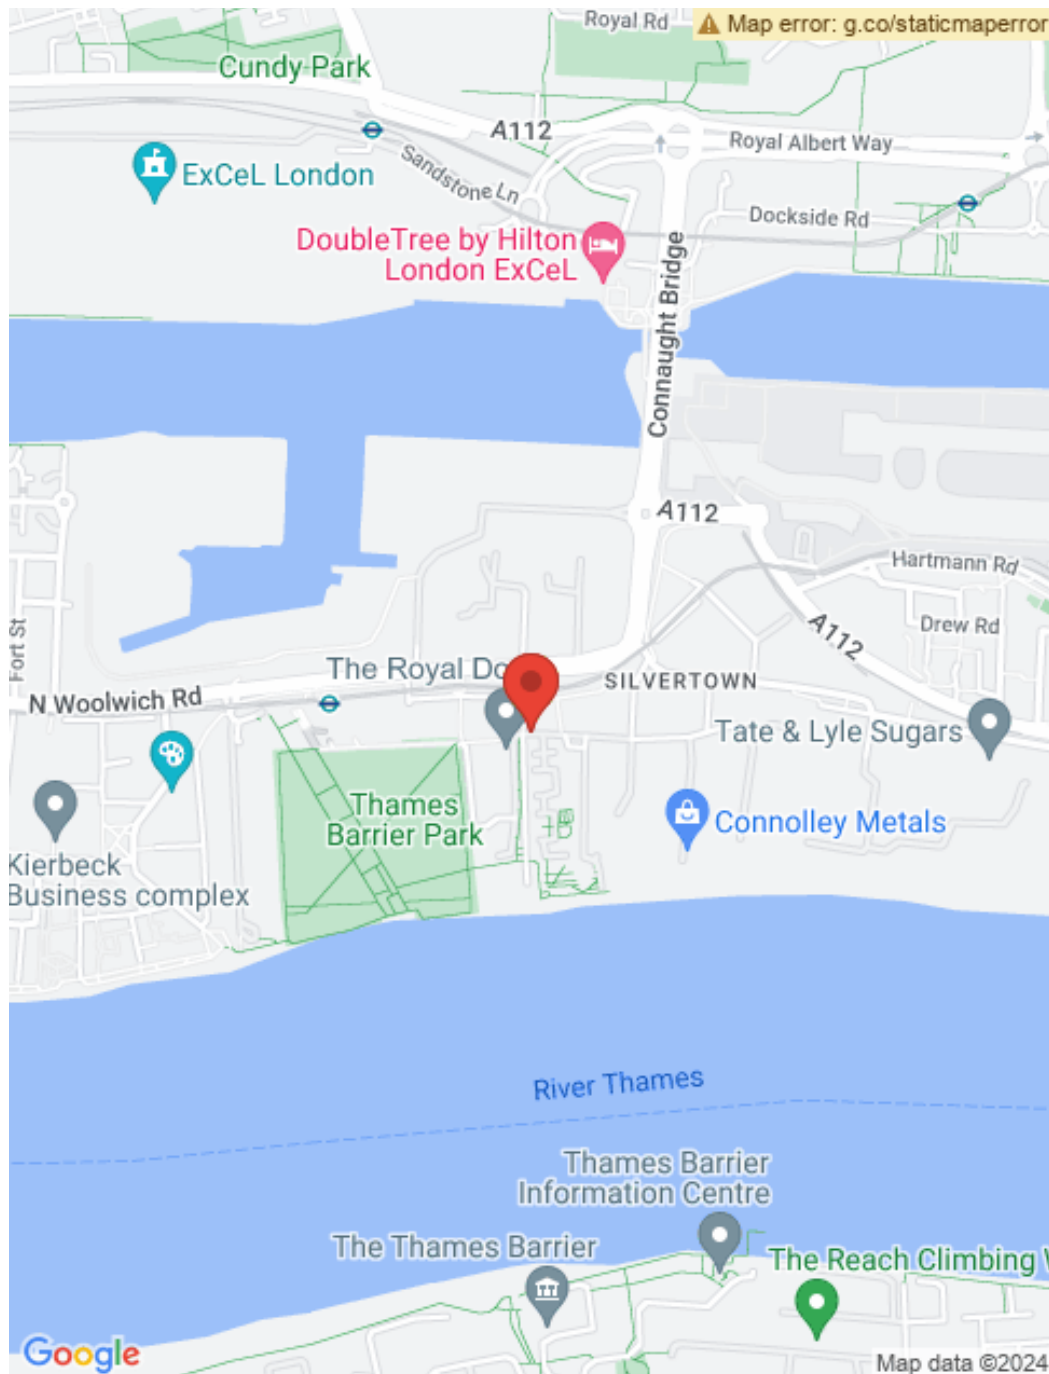 Royal Rd
Map error: g.co/staticmaperror
Cundy Park
A112
Royal Albert Way
Sandstone Ln
ExCeL London
Dockside Rd
DoubleTree by Hilton
London ExCeL
Connaught Bridge
A112
Hartmann Rd
Drew Rd
A112
Fort St
The Royal Do
SILVERTOWN
N Woolwich Rd
Tate & Lyle Sugars
Thames
Barrier Park
Connolley Metals
Kierbeck
Business complex
River Thames
Thames Barrier
Information Centre
The Thames Barrier
The Reach Climbing
Google
Map data ©2024